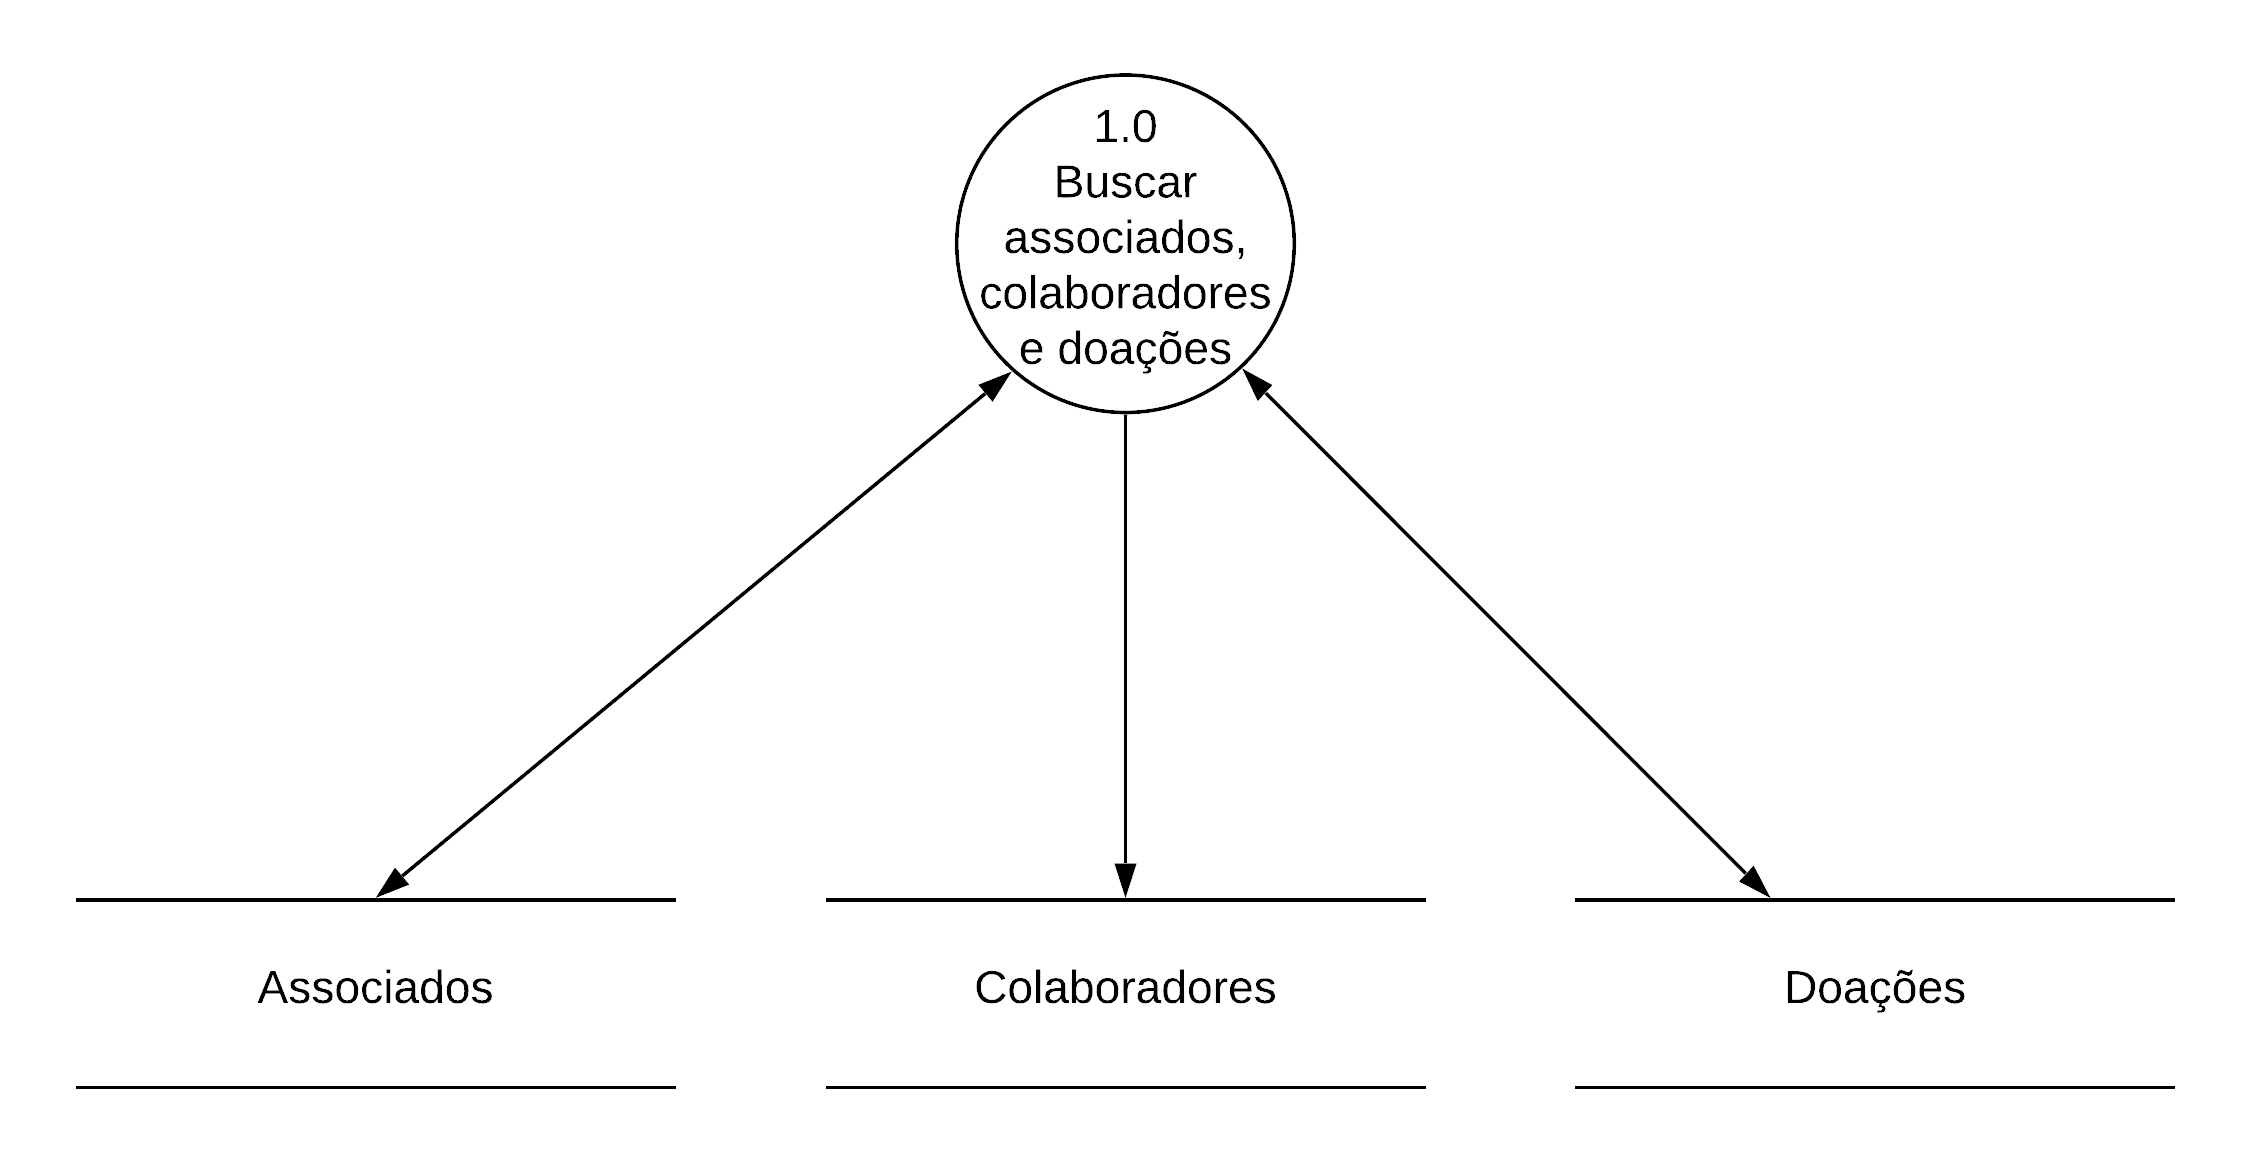 1.0
Buscar
associados,
colaboradores
e doações
Associados
Colaboradores
Doações